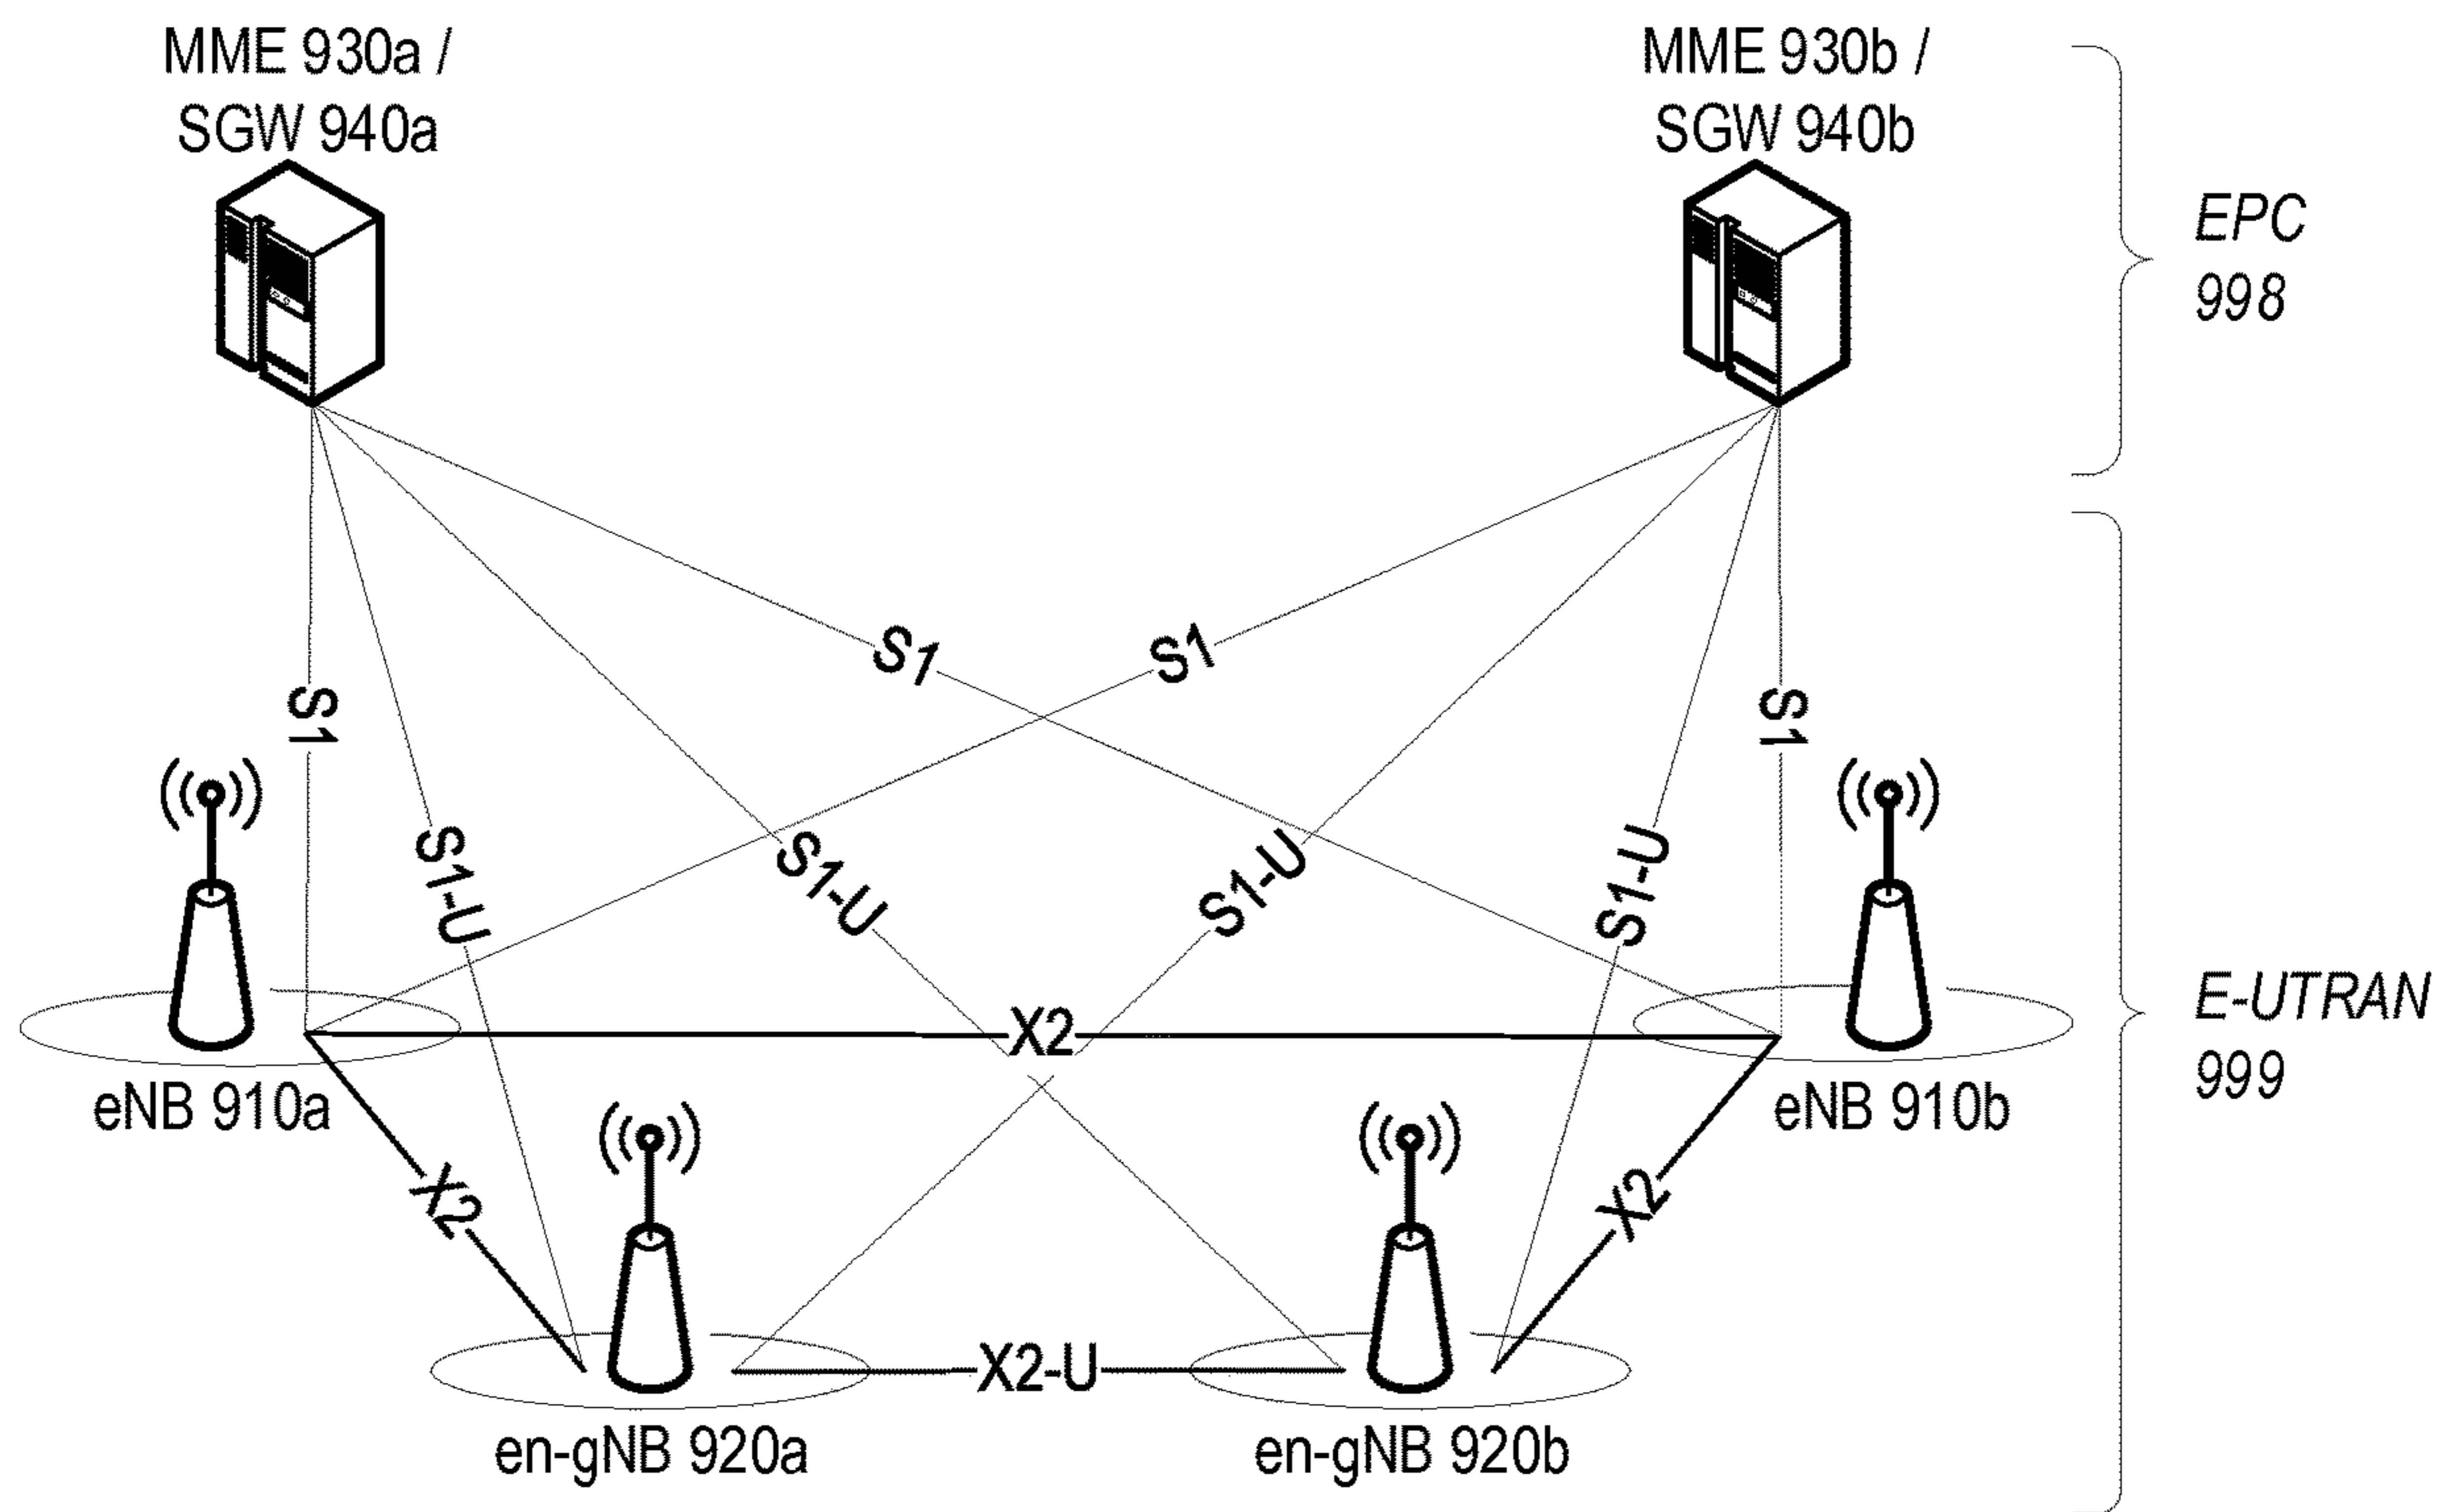 MME 930a /
SGW 940a
MME 930b /
SGW 940b
EPC
998
S1
S1
S1
S1
S1-U
S1-U
S1-U
S1-U
X2
E-UTRAN
999
eNB 910a
eNB 910b
X2
X2
X2-U
en-gNB 920a
en-gNB 920b